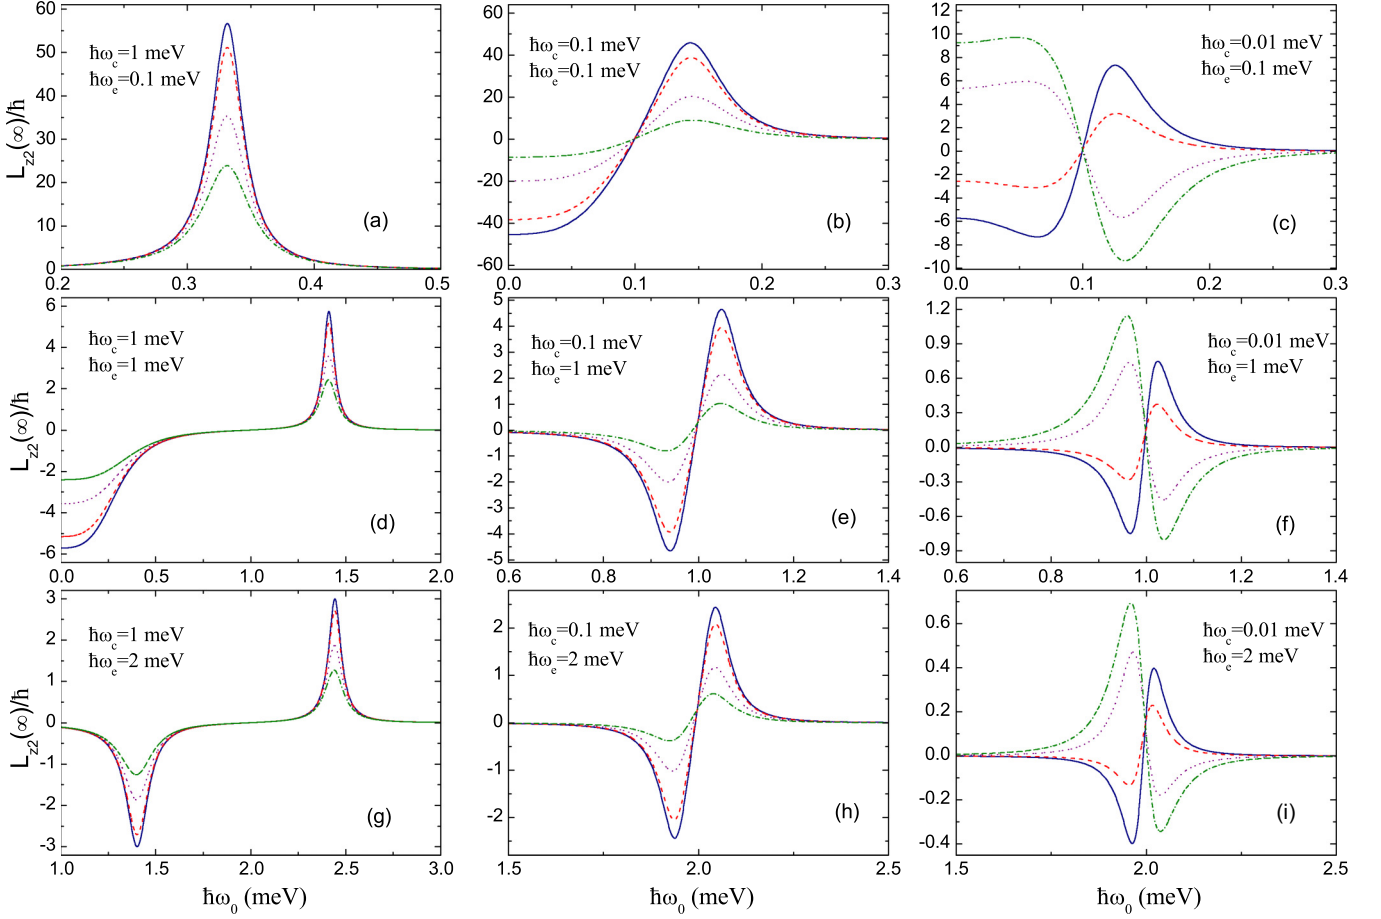 L_z2(∞)/ħ
60
50
40
30
20
10
0
ħω_c=1 meV
ħω_e=0.1 meV
(a)
0.2 0.3 0.4 0.5
60
40
20
0
-20
-40
-60
ħω_c=0.1 meV
ħω_e=0.1 meV
(b)
0.0 0.1 0.2 0.3
12
10
8
6
4
2
0
-2
-4
-6
-8
-10
ħω_c=0.01 meV
ħω_e=0.1 meV
(c)
0.0 0.1 0.2 0.3
L_z2(∞)/ħ
6
4
2
0
-2
-4
-6
ħω_c=1 meV
ħω_e=1 meV
(d)
0.0 0.5 1.0 1.5 2.0
5
4
3
2
1
0
-1
-2
-3
-4
-5
ħω_c=0.1 meV
ħω_e=1 meV
(e)
0.6 0.8 1.0 1.2 1.4
1.2
0.9
0.6
0.3
0.0
-0.3
-0.6
-0.9
ħω_c=0.01 meV
ħω_e=1 meV
(f)
0.6 0.8 1.0 1.2 1.4
L_z2(∞)/ħ
3
2
1
0
-1
-2
-3
ħω_c=1 meV
ħω_e=2 meV
(g)
1.0 1.5 2.0 2.5 3.0
ħω_0 (meV)
2
1
0
-1
-2
ħω_c=0.1 meV
ħω_e=2 meV
(h)
1.5 2.0 2.5
ħω_0 (meV)
0.6
0.4
0.2
0.0
-0.2
-0.4
ħω_c=0.01 meV
ħω_e=2 meV
(i)
1.5 2.0 2.5
ħω_0 (meV)